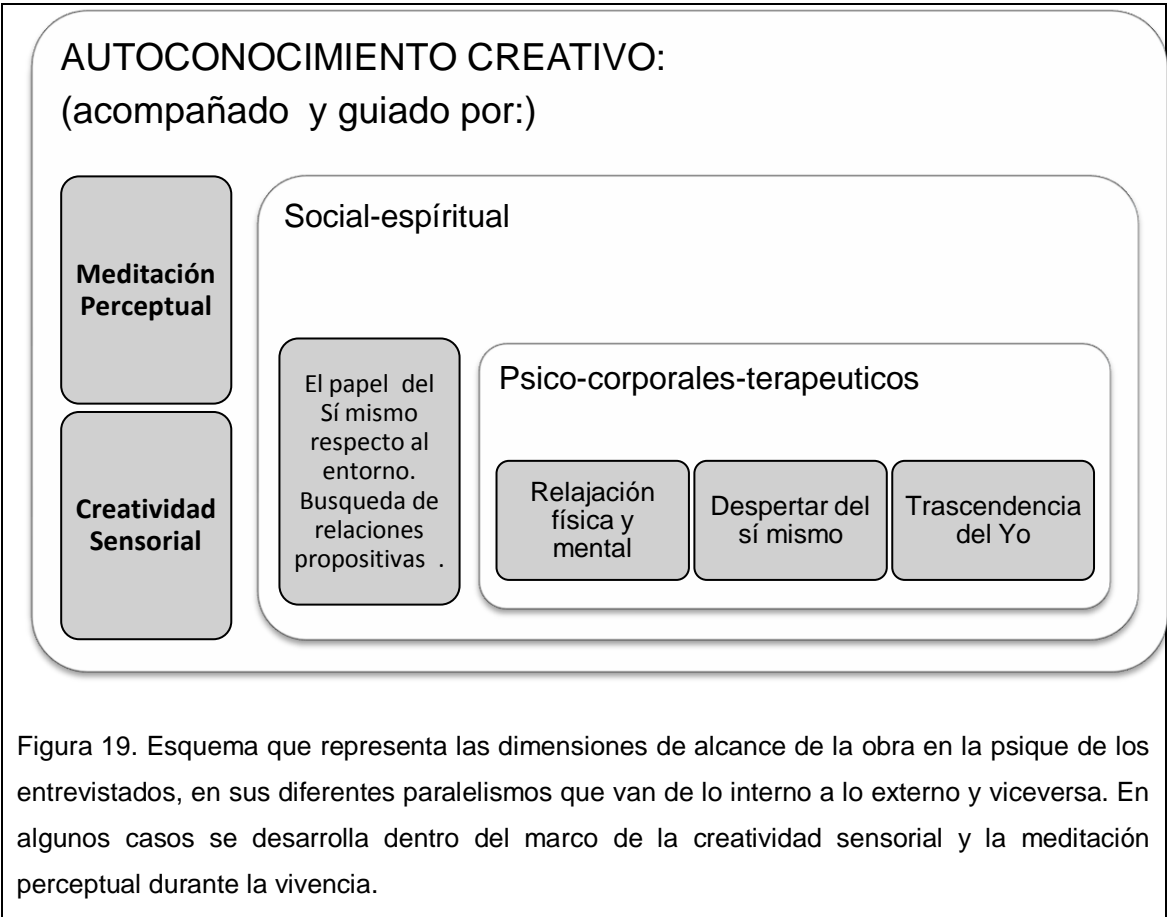 AUTOCONOCIMIENTO CREATIVO:
(acompañado y guiado por:)
Meditación
Perceptual
Creatividad
Sensorial
Social-espíritual
El papel del
Sí mismo
respecto al
entorno.
Busqueda de
relaciones
propositivas .
Psico-corporales-terapeuticos
Relajación
física y
mental
Despertar del
sí mismo
Trascendencia
del Yo
Figura 19. Esquema que representa las dimensiones de alcance de la obra en la psique de los
entrevistados, en sus diferentes paralelismos que van de lo interno a lo externo y viceversa. En
algunos casos se desarrolla dentro del marco de la creatividad sensorial y la meditación
perceptual durante la vivencia.